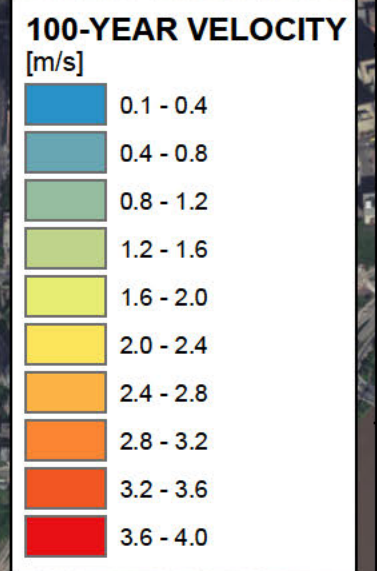 100-YEAR VELOCITY
[m/s]
0.1 - 0.4
0.4 - 0.8
0.8 - 1.2
1.2 - 1.6
1.6 - 2.0
2.0 - 2.4
2.4 - 2.8
2.8 - 3.2
3.2 - 3.6
3.6 - 4.0